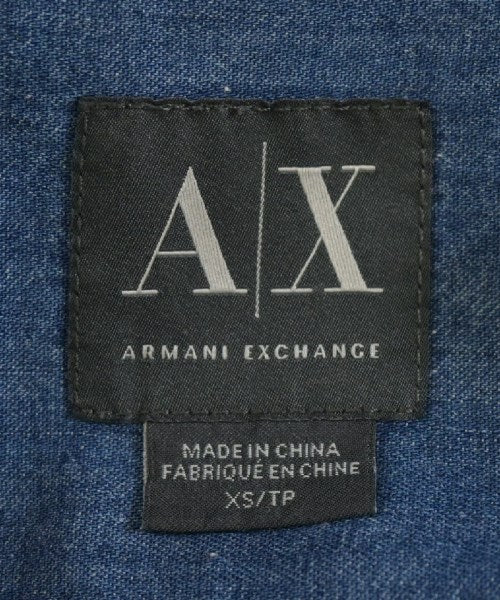 A|X
ARMANI EXCHANGE
MADE IN CHINA
FABRIQUÉ EN CHINE
XS/TP